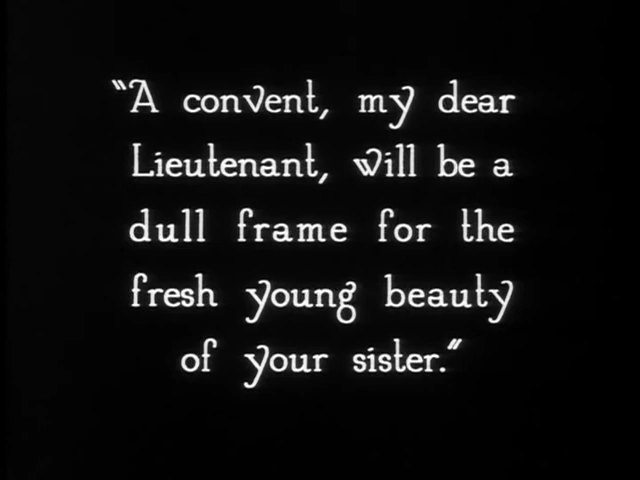 "A convent, my dear
Lieutenant, will be a
dull frame for the
fresh young beauty
of your sister."